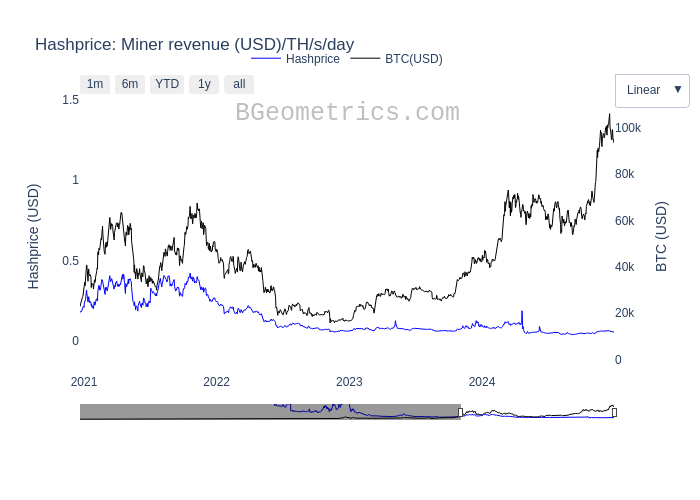 Hashprice: Miner revenue (USD)/TH/s/day
Hashprice BTC(USD)
1m 6m YTD 1y all
Linear ▼
BGeometrics.com
Hashprice (USD)
1.5
1
0.5
0
BTC (USD)
100k
80k
60k
40k
20k
0
2021 2022 2023 2024